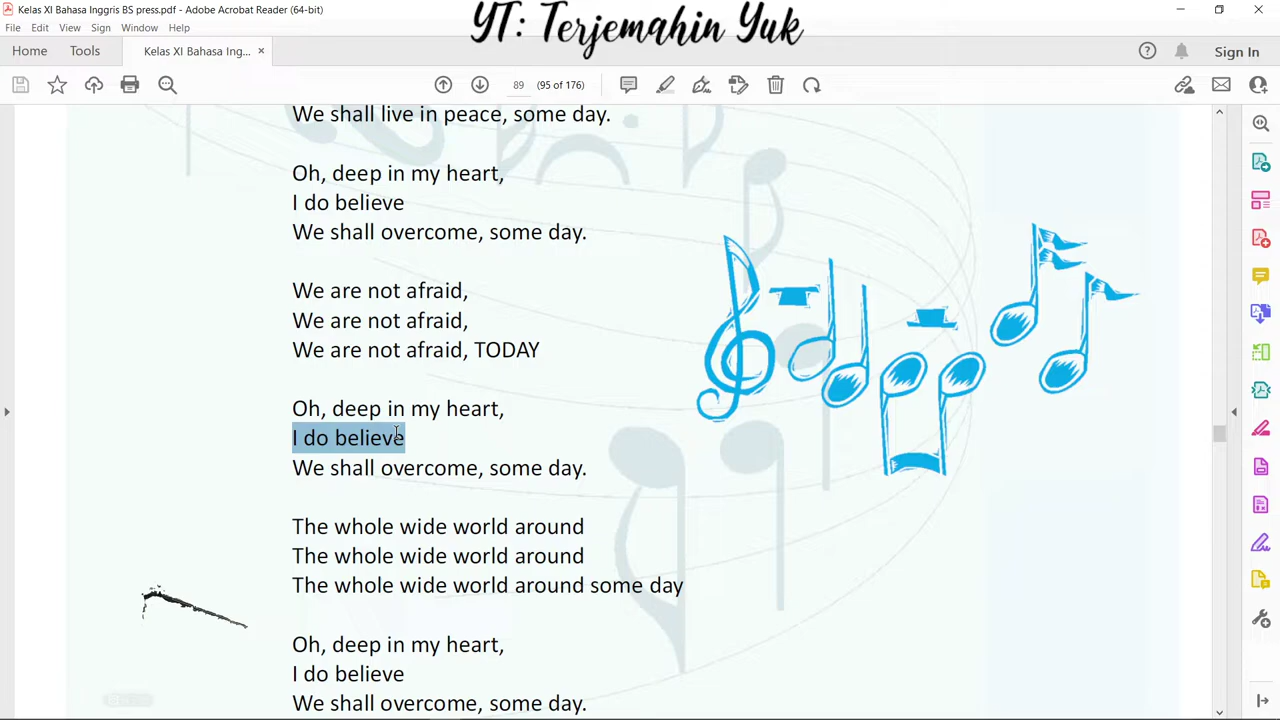 Kelas XI Bahasa Inggris BS press.pdf - Adobe Acrobat Reader (64-bit)
YT: Terjemahin Yuk
File Edit View Sign Window Help
Home Tools Kelas XI Bahasa Ing... × Sign In
89 (95 of 176)
We shall live in peace, some day.
Oh, deep in my heart,
I do believe
We shall overcome, some day.
We are not afraid,
We are not afraid,
We are not afraid, TODAY
Oh, deep in my heart,
I do believe
We shall overcome, some day.
The whole wide world around
The whole wide world around
The whole wide world around some day
Oh, deep in my heart,
I do believe
We shall overcome, some day.